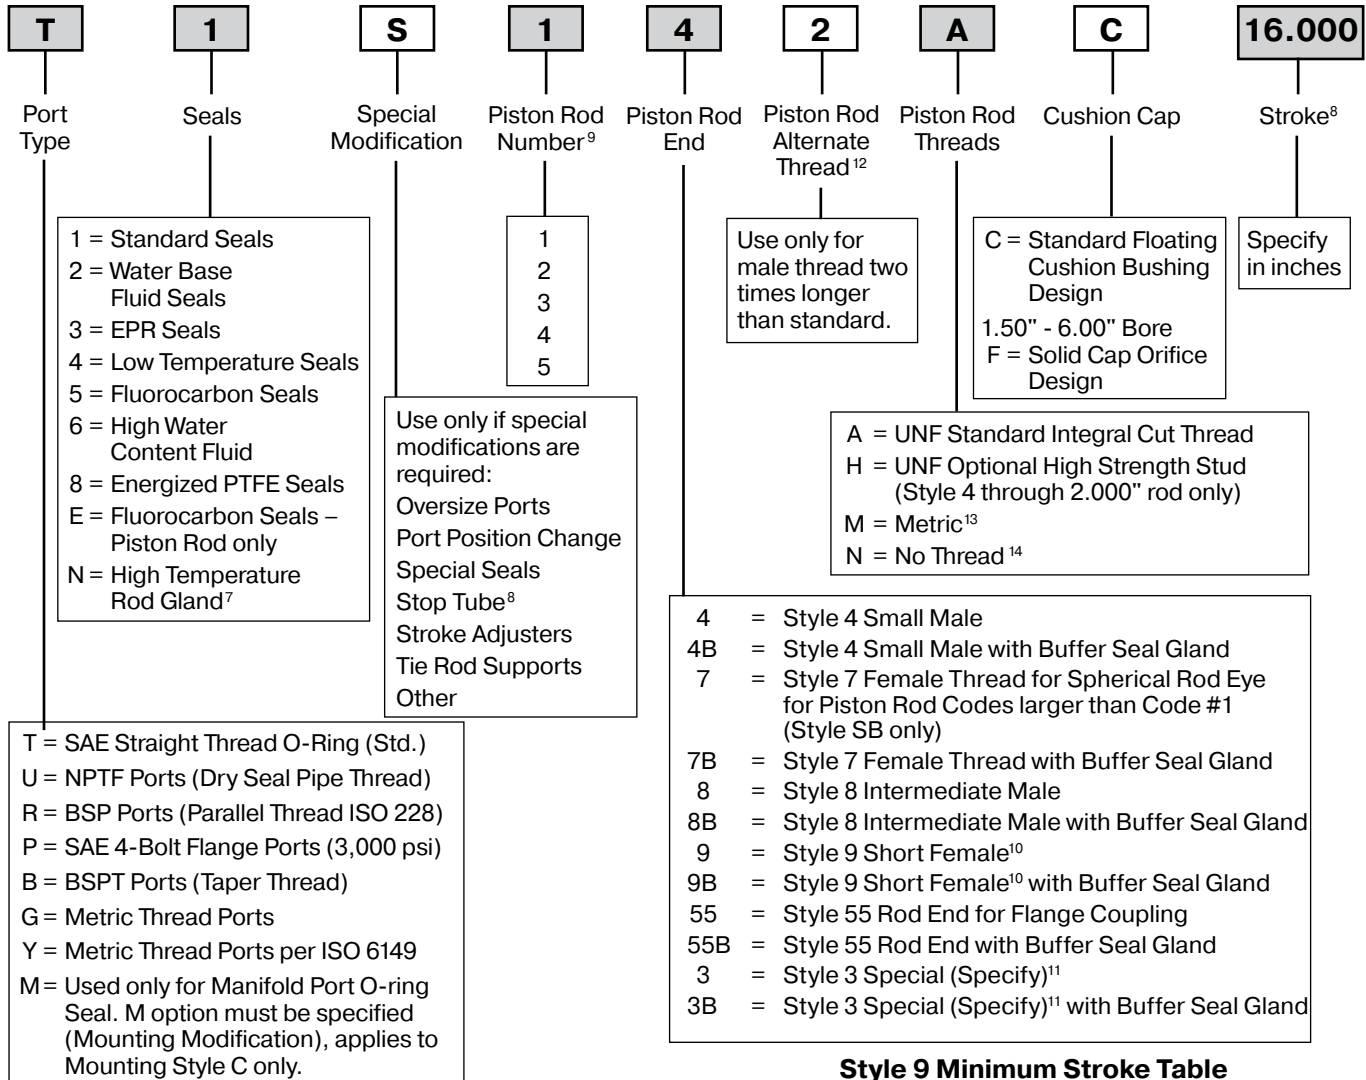 T 1 S 1 4 2 A C 16.000
Port Type
Seals
Special Modification
Piston Rod Number⁹
Piston Rod End
Piston Rod Alternate Thread¹²
Piston Rod Threads
Cushion Cap
Stroke⁸
1 = Standard Seals
2 = Water Base
Fluid Seals
3 = EPR Seals
4 = Low Temperature Seals
5 = Fluorocarbon Seals
6 = High Water
Content Fluid
8 = Energized PTFE Seals
E = Fluorocarbon Seals –
Piston Rod only
N = High Temperature
Rod Gland⁷
1
2
3
4
5
Use only for
male thread two
times longer
than standard.
C = Standard Floating
Cushion Bushing
Design
1.50" - 6.00" Bore
F = Solid Cap Orifice
Design
Specify
in inches
Use only if special
modifications are
required:
Oversize Ports
Port Position Change
Special Seals
Stop Tube⁸
Stroke Adjusters
Tie Rod Supports
Other
A = UNF Standard Integral Cut Thread
H = UNF Optional High Strength Stud
(Style 4 through 2.000" rod only)
M = Metric¹³
N = No Thread ¹⁴
4 = Style 4 Small Male
4B = Style 4 Small Male with Buffer Seal Gland
7 = Style 7 Female Thread for Spherical Rod Eye
for Piston Rod Codes larger than Code #1
(Style SB only)
7B = Style 7 Female Thread with Buffer Seal Gland
8 = Style 8 Intermediate Male
8B = Style 8 Intermediate Male with Buffer Seal Gland
9 = Style 9 Short Female¹⁰
9B = Style 9 Short Female¹⁰ with Buffer Seal Gland
55 = Style 55 Rod End for Flange Coupling
55B = Style 55 Rod End with Buffer Seal Gland
3 = Style 3 Special (Specify)¹¹
3B = Style 3 Special (Specify)¹¹ with Buffer Seal Gland
T = SAE Straight Thread O-Ring (Std.)
U = NPTF Ports (Dry Seal Pipe Thread)
R = BSP Ports (Parallel Thread ISO 228)
P = SAE 4-Bolt Flange Ports (3,000 psi)
B = BSPT Ports (Taper Thread)
G = Metric Thread Ports
Y = Metric Thread Ports per ISO 6149
M = Used only for Manifold Port O-ring
Seal. M option must be specified
(Mounting Modification), applies to
Mounting Style C only.
Style 9 Minimum Stroke Table